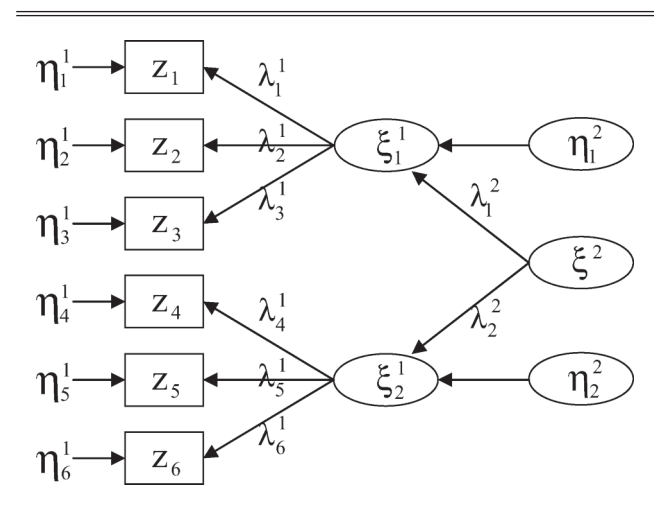 η₁¹ z₁ λ₁¹
η₂¹ z₂ λ₂¹ ξ₁¹ η₁²
η₃¹ z₃ λ₃¹ λ₁²
ξ²
η₄¹ z₄ λ₄¹ λ₂²
η₅¹ z₅ λ₅¹ ξ₂¹ η₂²
η₆¹ z₆ λ₆¹